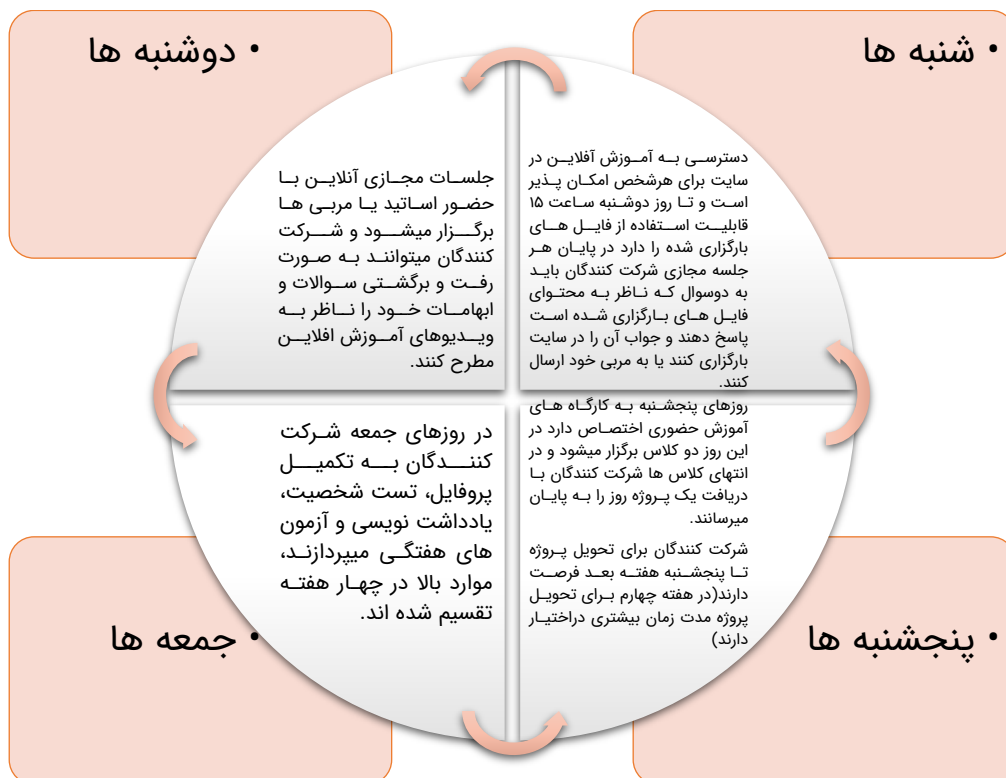 • شنبه ها
دسترسی به آموزش آفلاین در
سایت برای هرشخص امکان پذیر
است و تا روز دوشنبه ساعت ۱۵
قابلیت استفاده از فایل های
بارگزاری شده را دارد در پایان هر
جلسه مجازی شرکت کنندگان باید
به دوسوال که ناظر به محتوای
فایل های بارگزاری شده است
پاسخ دهند و جواب آن را در سایت
بارگزاری کنند یا به مربی خود ارسال
کنند.
• دوشنبه ها
جلسات مجازی آنلاین با
حضور اساتید یا مربی ها
برگزار میشود و شرکت
کنندگان میتوانند به صورت
رفت و برگشتی سوالات و
ابهامات خود را ناظر به
ویدیوهای آموزش افلاین
مطرح کنند.
• پنجشنبه ها
روزهای پنجشنبه به کارگاه های
آموزش حضوری اختصاص دارد در
این روز دو کلاس برگزار میشود و در
انتهای کلاس ها شرکت کنندگان با
دریافت یک پروژه روز را به پایان
میرسانند.
شرکت کنندگان برای تحویل پروژه
تا پنجشنبه هفته بعد فرصت
دارند(در هفته چهارم برای تحویل
پروژه مدت زمان بیشتری دراختیار
دارند)
• جمعه ها
در روزهای جمعه شرکت
کنندگان به تکمیل
پروفایل، تست شخصیت،
یادداشت نویسی و آزمون
های هفتگی میپردازند،
موارد بالا در چهار هفته
تقسیم شده اند.